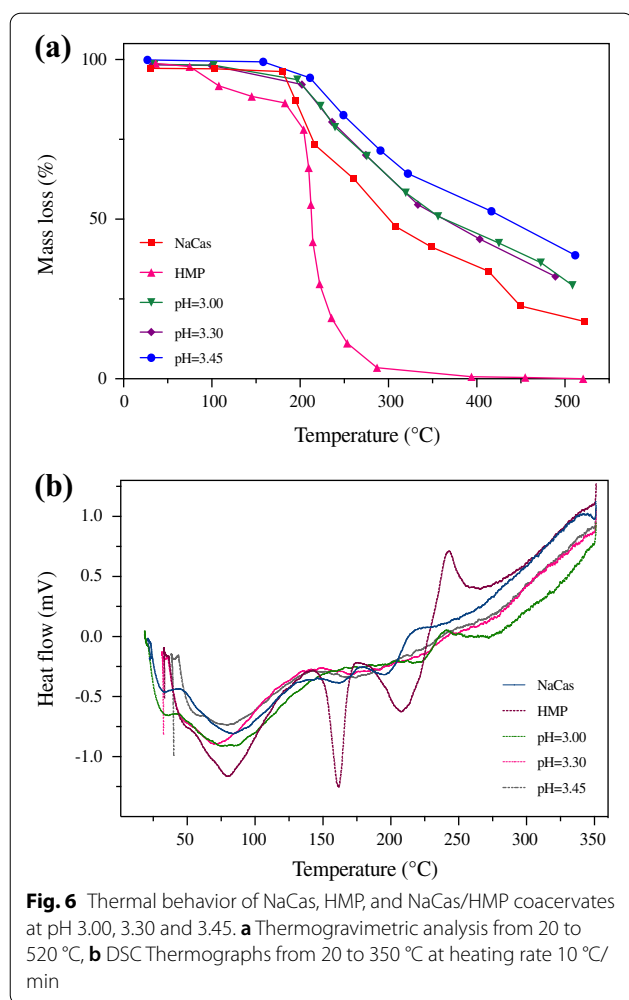 (a)
100
50
0
Mass loss (%)
NaCas
HMP
pH=3.00
pH=3.30
pH=3.45
0 100 200 300 400 500
Temperature (°C)
(b)
1.0
0.5
0.0
-0.5
-1.0
Heat flow (mV)
NaCas
HMP
pH=3.00
pH=3.30
pH=3.45
50 100 150 200 250 300 350
Temperature (°C)
Fig. 6 Thermal behavior of NaCas, HMP, and NaCas/HMP coacervates
at pH 3.00, 3.30 and 3.45. a Thermogravimetric analysis from 20 to
520 °C, b DSC Thermographs from 20 to 350 °C at heating rate 10 °C/
min